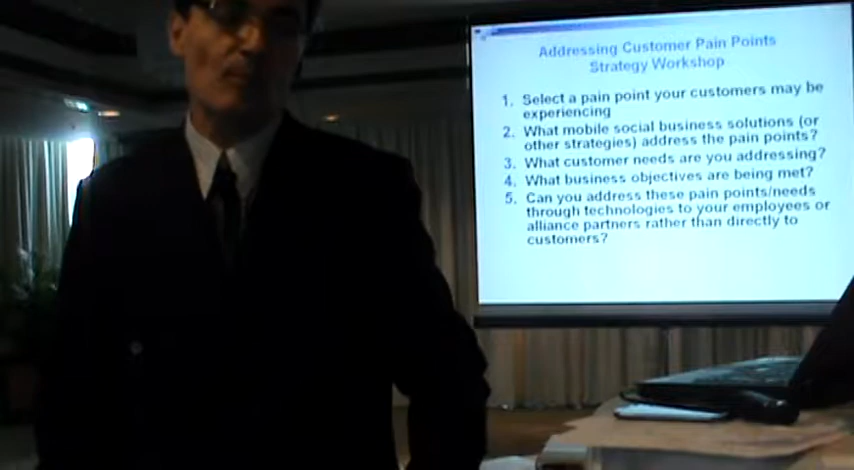 Addressing Customer Pain Points
Strategy Workshop
1. Select a pain point your customers may be
experiencing
2. What mobile social business solutions (or
other strategies) address the pain points?
3. What customer needs are you addressing?
4. What business objectives are being met?
5. Can you address these pain points/needs
through technologies to your employees or
alliance partners rather than directly to
customers?